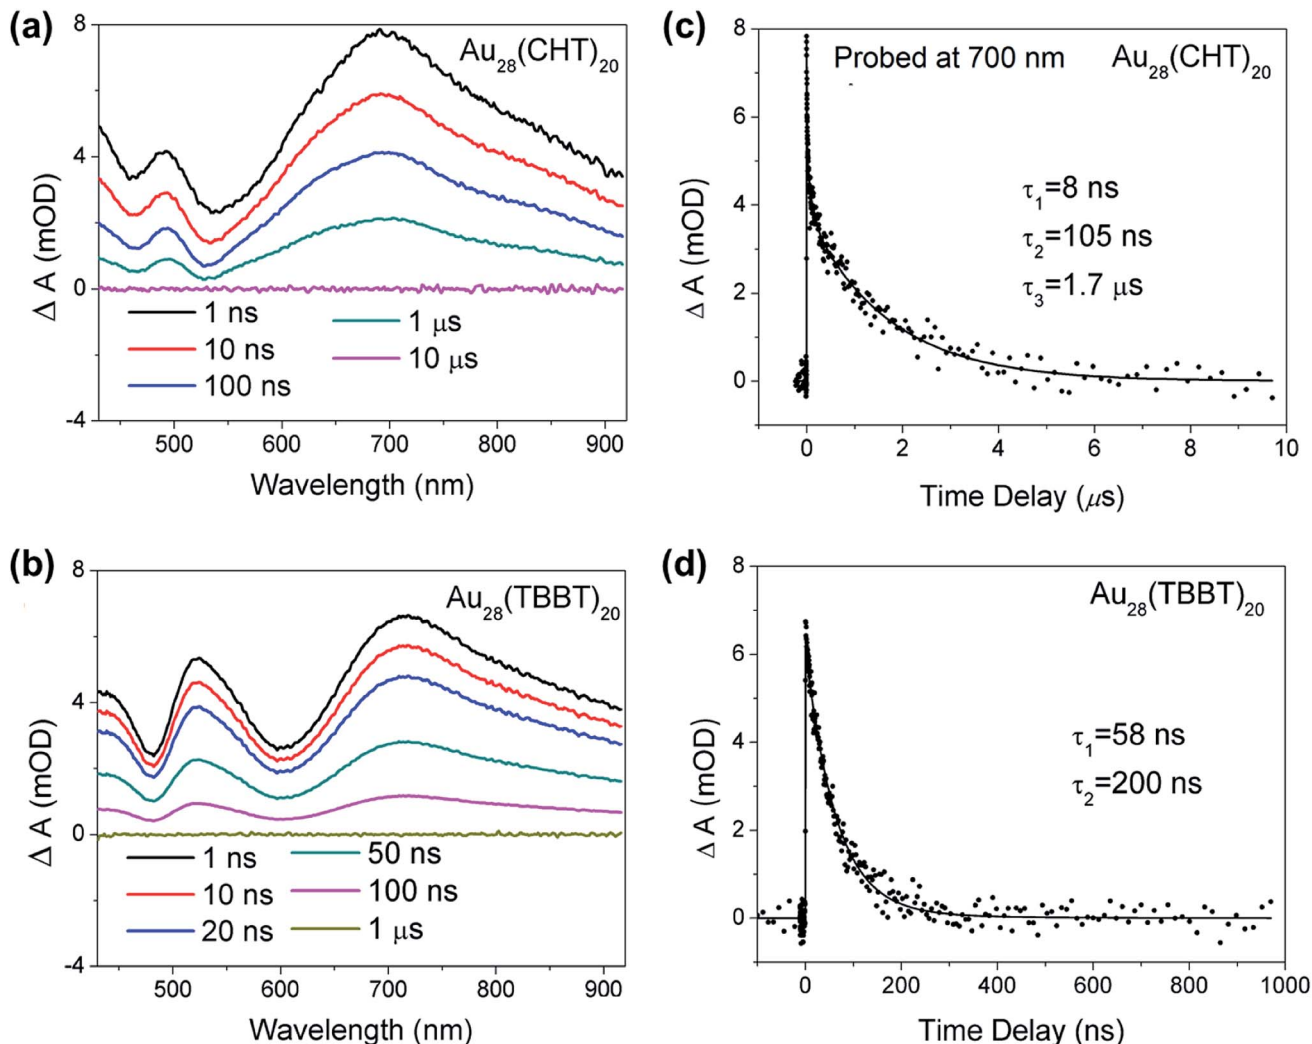 (a)
8
4
0
-4
Δ A (mOD)
Au28(CHT)20
1 ns
10 ns
100 ns
1 μs
10 μs
500 600 700 800 900
Wavelength (nm)
(c)
8
6
4
2
0
Δ A (mOD)
Probed at 700 nm Au28(CHT)20
τ1=8 ns
τ2=105 ns
τ3=1.7 μs
0 2 4 6 8 10
Time Delay (μs)
(b)
8
4
0
-4
Δ A (mOD)
Au28(TBBT)20
1 ns
10 ns
20 ns
50 ns
100 ns
1 μs
500 600 700 800 900
Wavelength (nm)
(d)
8
6
4
2
0
Δ A (mOD)
Au28(TBBT)20
τ1=58 ns
τ2=200 ns
0 200 400 600 800 1000
Time Delay (ns)